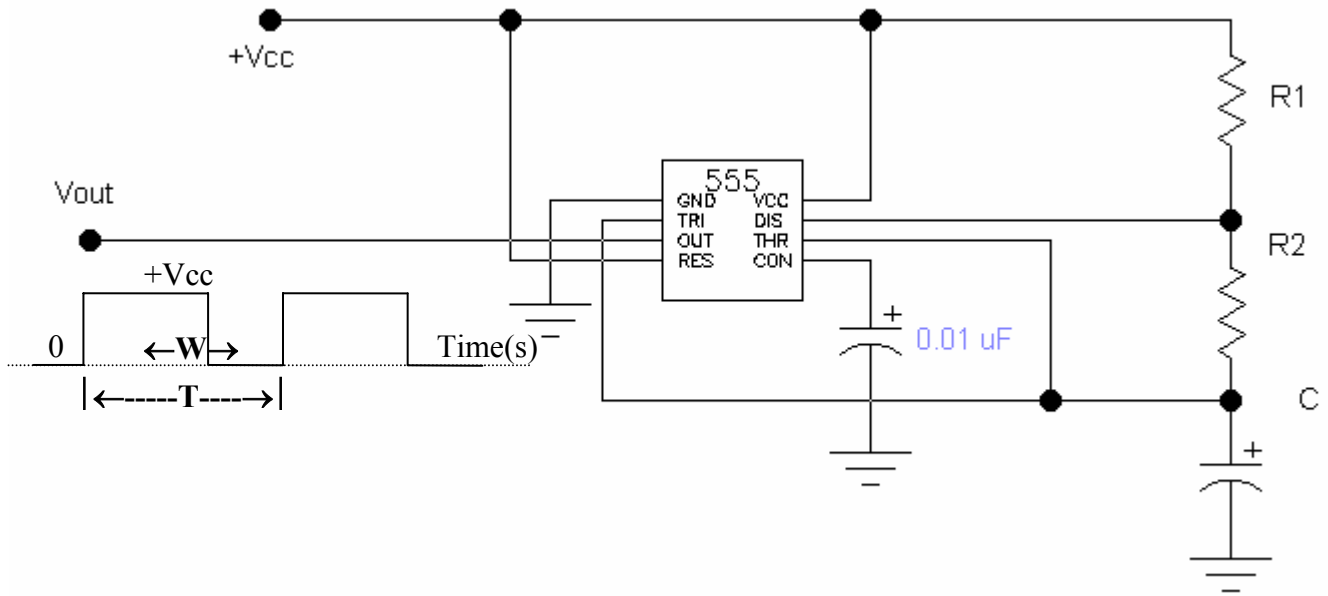 +Vcc
R1
555
GND VCC
TRI DIS
OUT THR
RES CON
Vout
R2
+Vcc
0 ←W→ Time(s)
|←-----T----→|
+
0.01 uF
C
+